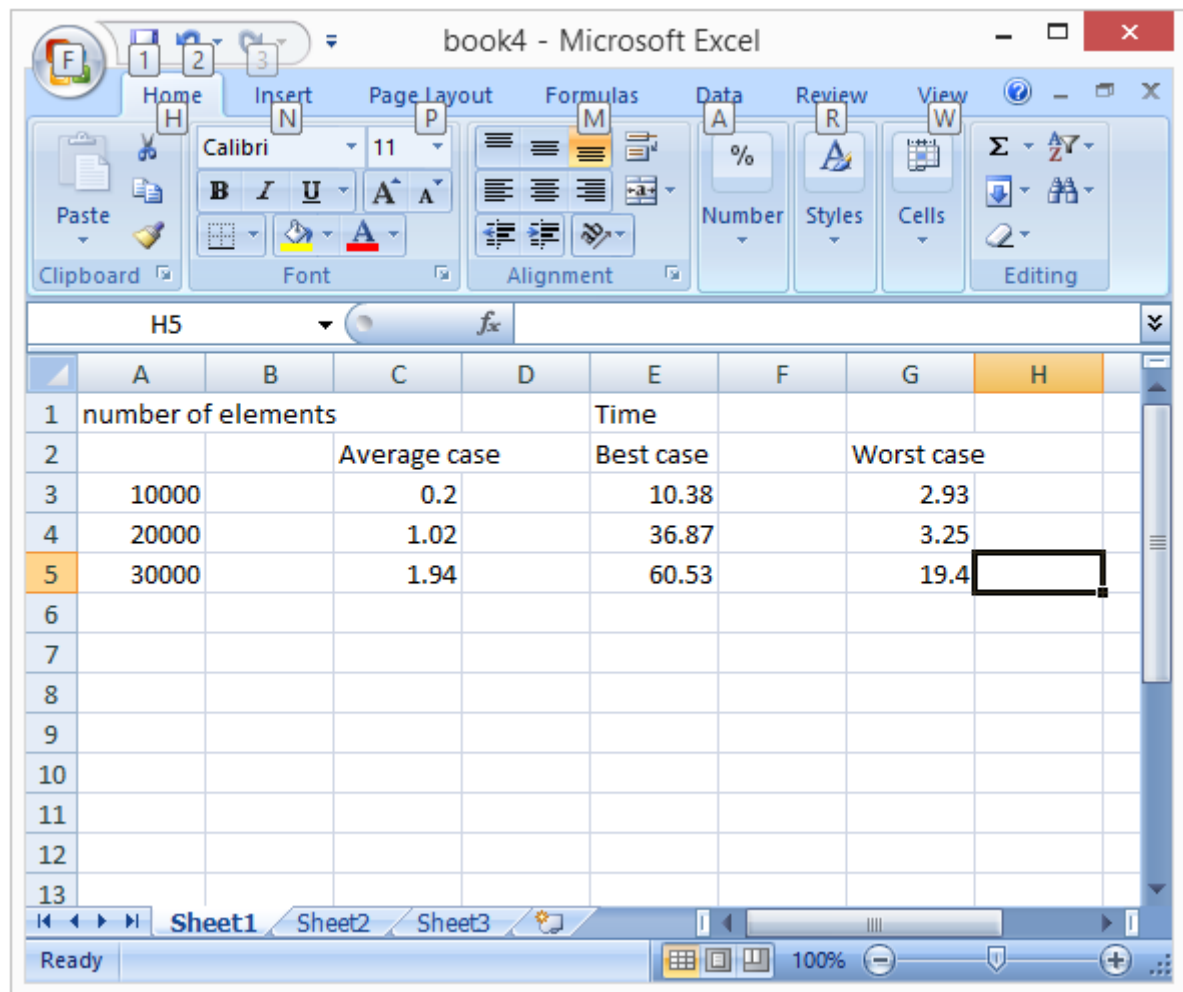 book4 - Microsoft Excel
F 1 2 3
Home Insert Page Layout Formulas Data Review View
H N P M A R W
Calibri 11 % A Σ A Z
B I U A A
Paste Number Styles Cells
A
Clipboard Font Alignment Editing
H5 fx
A B C D E F G H
1 number of elements Time
2 Average case Best case Worst case
3 10000 0.2 10.38 2.93
4 20000 1.02 36.87 3.25
5 30000 1.94 60.53 19.4
6
7
8
9
10
11
12
13
Sheet1 Sheet2 Sheet3
Ready 100%